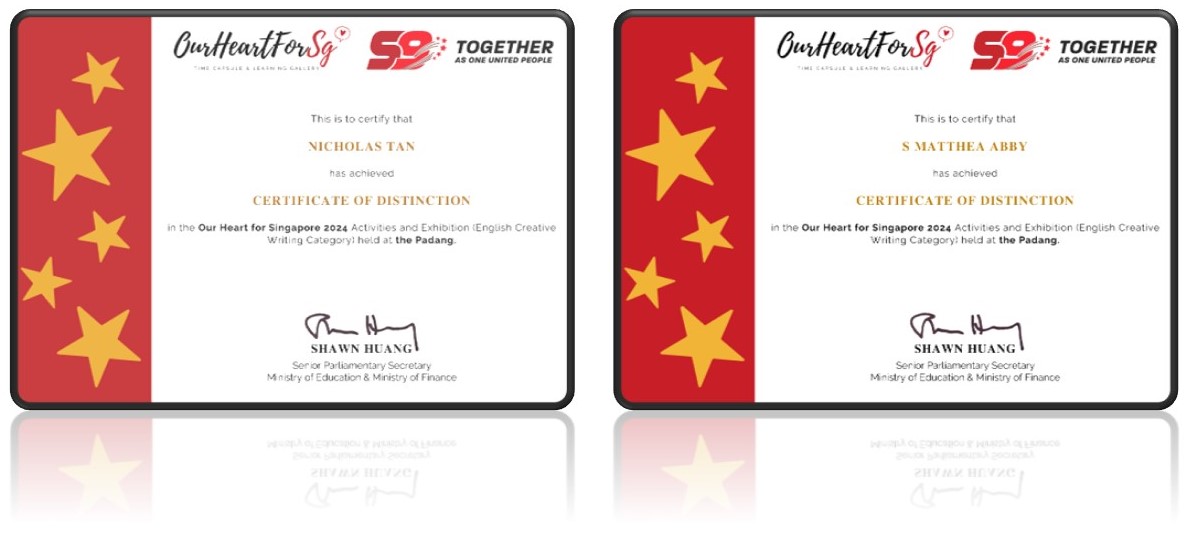 OurHeartForSg
TIME CAPSULE & LEARNING GALLERY
S9 TOGETHER
AS ONE UNITED PEOPLE
This is to certify that
NICHOLAS TAN
has achieved
CERTIFICATE OF DISTINCTION
in the Our Heart for Singapore 2024 Activities and Exhibition (English Creative
Writing Category) held at the Padang.
SHAWN HUANG
Senior Parliamentary Secretary
Ministry of Education & Ministry of Finance
OurHeartForSg
TIME CAPSULE & LEARNING GALLERY
S9 TOGETHER
AS ONE UNITED PEOPLE
This is to certify that
S MATTHEA ABBY
has achieved
CERTIFICATE OF DISTINCTION
in the Our Heart for Singapore 2024 Activities and Exhibition (English Creative
Writing Category) held at the Padang.
SHAWN HUANG
Senior Parliamentary Secretary
Ministry of Education & Ministry of Finance